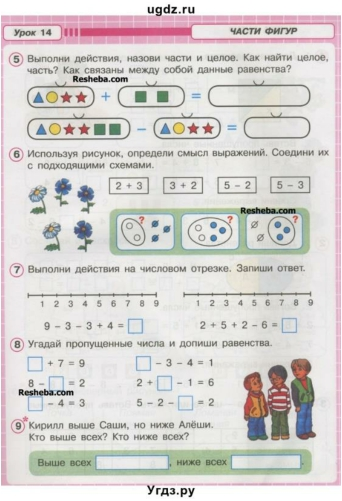 ugdz.ru
Урок 14
ЧАСТИ ФИГУР
5 Выполни действия, назови части и целое. Как найти целое,
часть? Как связаны между собой данные равенства?
Resheba.com
+ =
− =
Resheba.com
6 Используя рисунок, определи смысл выражений. Соедини их
с подходящими схемами.
2 + 3 3 + 2 5 − 2 5 − 3
Resheba.com
? ? ?
7 Выполни действия на числовом отрезке. Запиши ответ.
1 2 3 4 5 6 7 8 9 1 2 3 4 5 6 7 8 9
9 − 3 − 3 + 4 = 2 + 5 + 2 − 6 =
8 Угадай пропущенные числа и допиши равенства.
+ 7 = 9 − 3 − 4 = 1
8 − = 2 2 + − 1 = 6
Resheba.com
− 4 = 3 5 − 2 − = 2
9* Кирилл выше Саши, но ниже Алёши.
Кто выше всех? Кто ниже всех?
Выше всех , ниже всех .
Угдз.ру